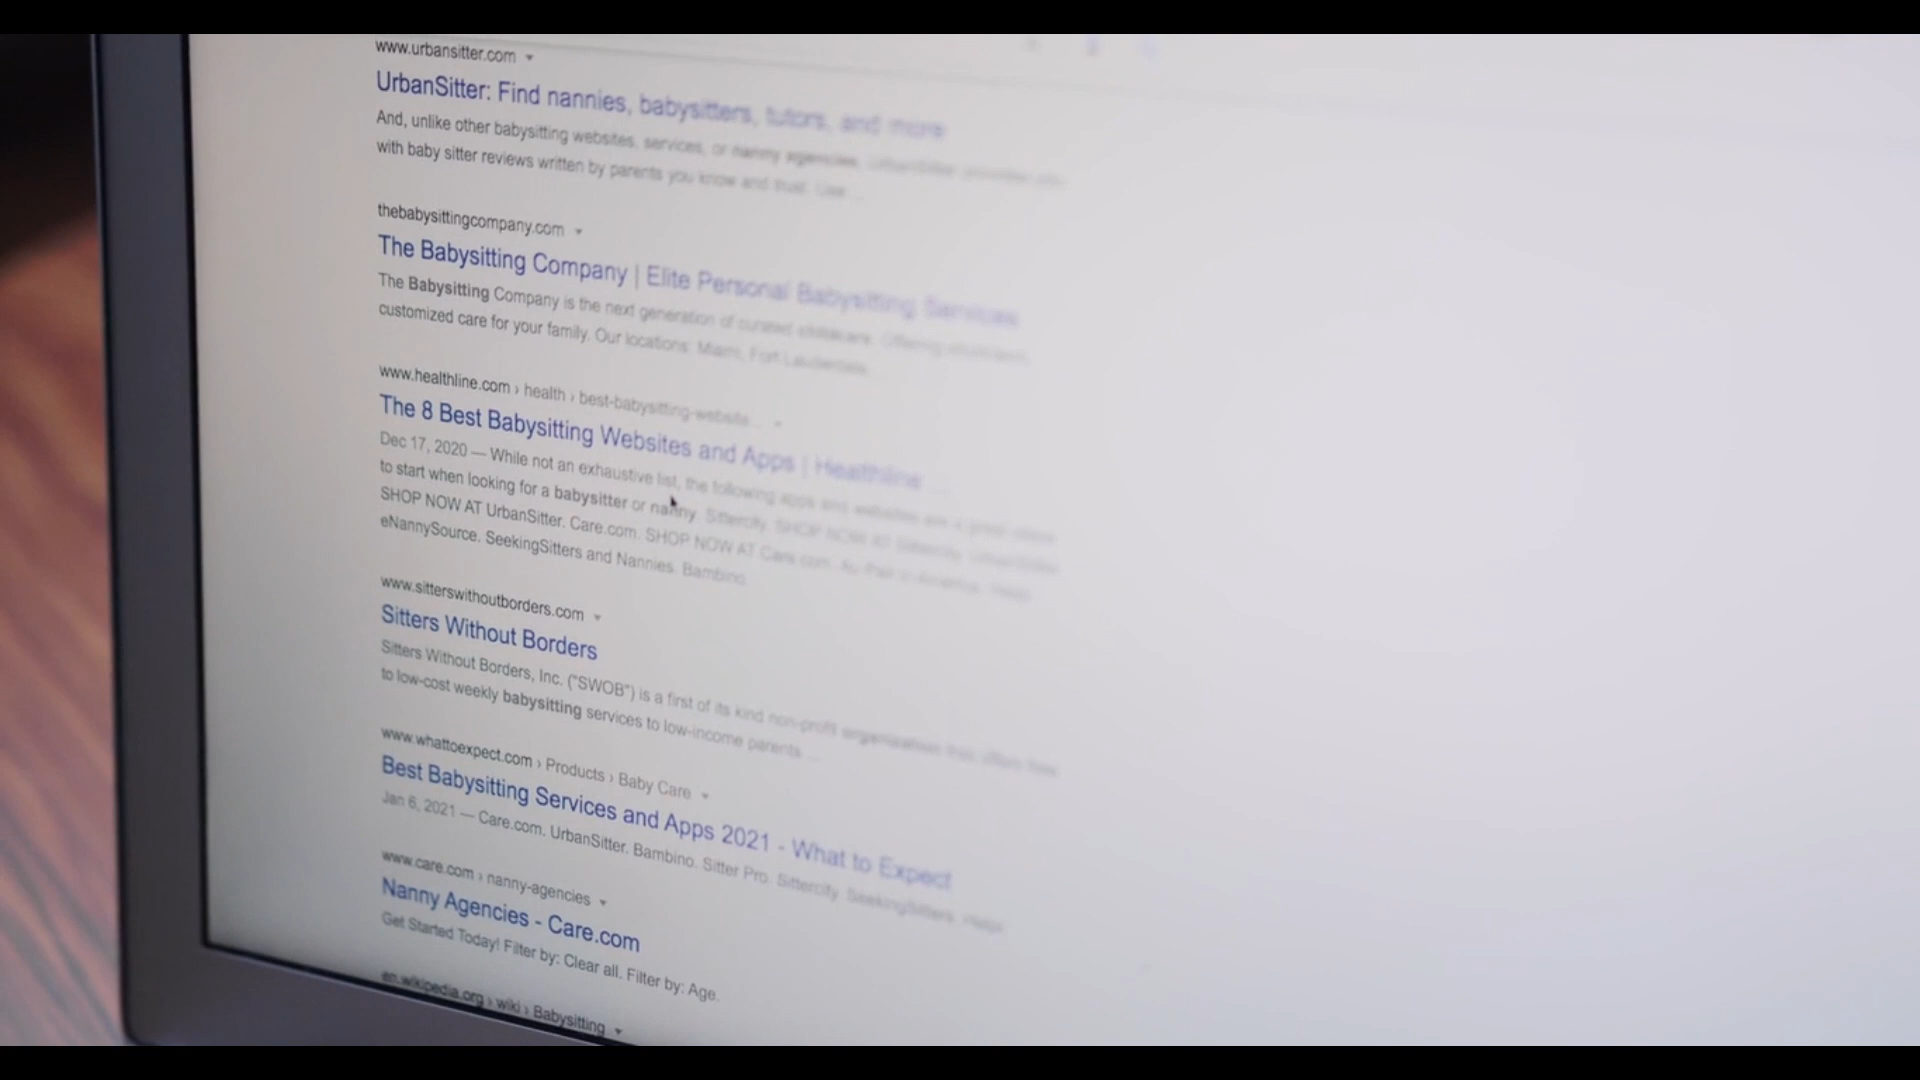 www.urbansitter.com
UrbanSitter: Find nannies, babysitters, tutors, and more
And, unlike other babysitting websites, services, or nanny agencies, UrbanSitter provides you
with baby sitter reviews written by parents you know and trust. Use ...
thebabysittingcompany.com
The Babysitting Company | Elite Personal Babysitting Services
The Babysitting Company is the next generation of curated childcare. Offering
customized care for your family. Our locations: Miami, Fort Lauderdale,
www.healthline.com › health › best-babysitting-website...
The 8 Best Babysitting Websites and Apps | Healthline
Dec 17, 2020 — While not an exhaustive list, the following apps and websites are a great place
to start when looking for a babysitter or nanny. Sittercity. SHOP NOW AT Sittercity. UrbanSitter.
SHOP NOW AT UrbanSitter. Care.com. SHOP NOW AT Care.com. Au Pair in America. Helpr.
eNannySource. SeekingSitters and Nannies. Bambino.
www.sitterswithoutborders.com
Sitters Without Borders
Sitters Without Borders, Inc. ("SWOB") is a first of its kind non-profit organization that offers free
to low-cost weekly babysitting services to low-income parents ...
www.whattoexpect.com › Products › Baby Care
Best Babysitting Services and Apps 2021 - What to Expect
Jan 6, 2021 — Care.com. UrbanSitter. Bambino. Sitter Pro. Sittercity. SeekingSitters. Helpr.
www.care.com › nanny-agencies
Nanny Agencies - Care.com
Get Started Today! Filter by: Clear all. Filter by: Age.
en.wikipedia.org › wiki › Babysitting